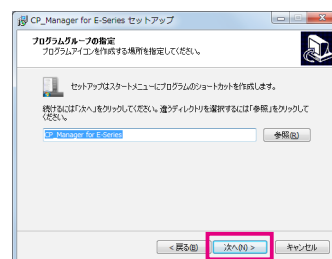 CP_Manager for E-Series セットアップ
プログラムグループの指定
プログラムアイコンを作成する場所を指定してください。
セットアップはスタートメニューにプログラムのショートカットを作成します。
続けるには「次へ」をクリックしてください。違うディレクトリを選択するには「参照」をクリックして
ください。
CP_Manager for E-Series
参照(R)
< 戻る(B)
次へ(N) >
キャンセル